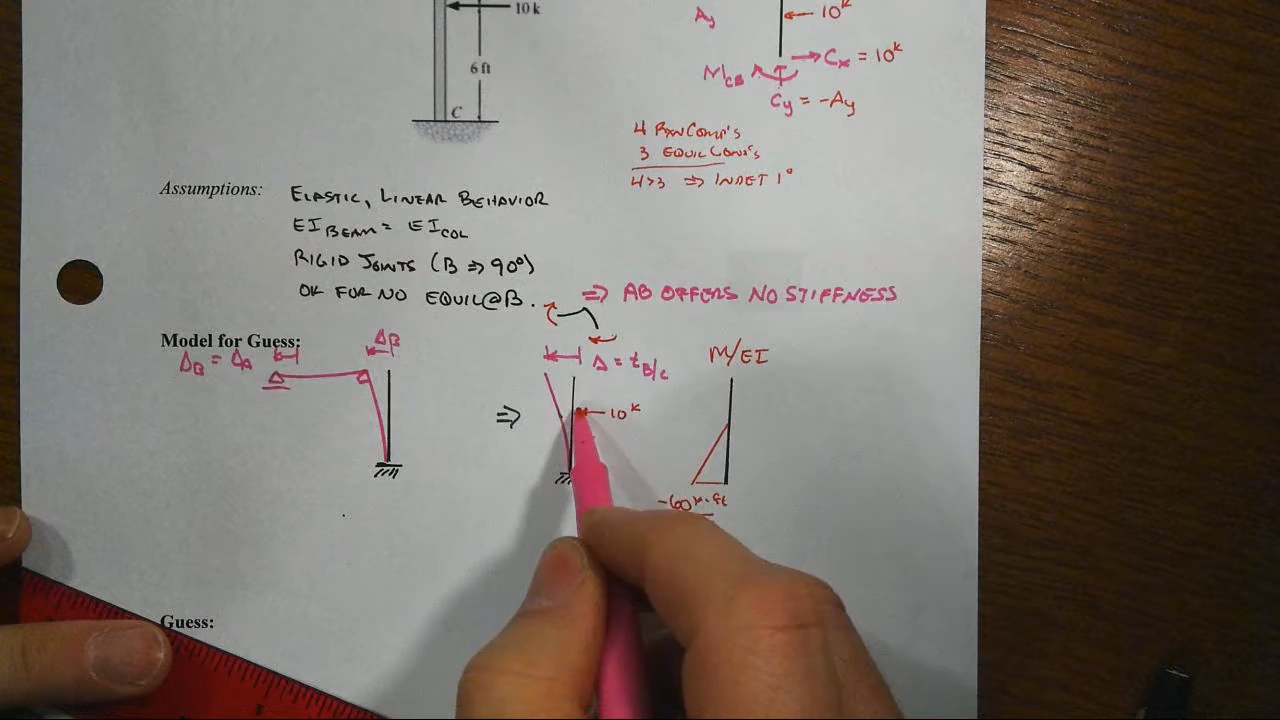 10 k
6 ft
C
Ay
10ᵏ
Cx = 10ᵏ
MCB
Cy = -Ay
4 RXN COMP'S
3 EQUIL COND'S
4>3 ⇒ INDET 1°
Assumptions: ELASTIC, LINEAR BEHAVIOR
EI BEAM = EI COL
RIGID JOINTS (B ⇒ 90°)
OK FOR NO EQUIL@B. ⇒ AB OFFERS NO STIFFNESS
Model for Guess:
ΔB = ΔA
ΔB
⇒
Δ = tB/C
10ᵏ
M/EI
-60 k·ft
Guess: